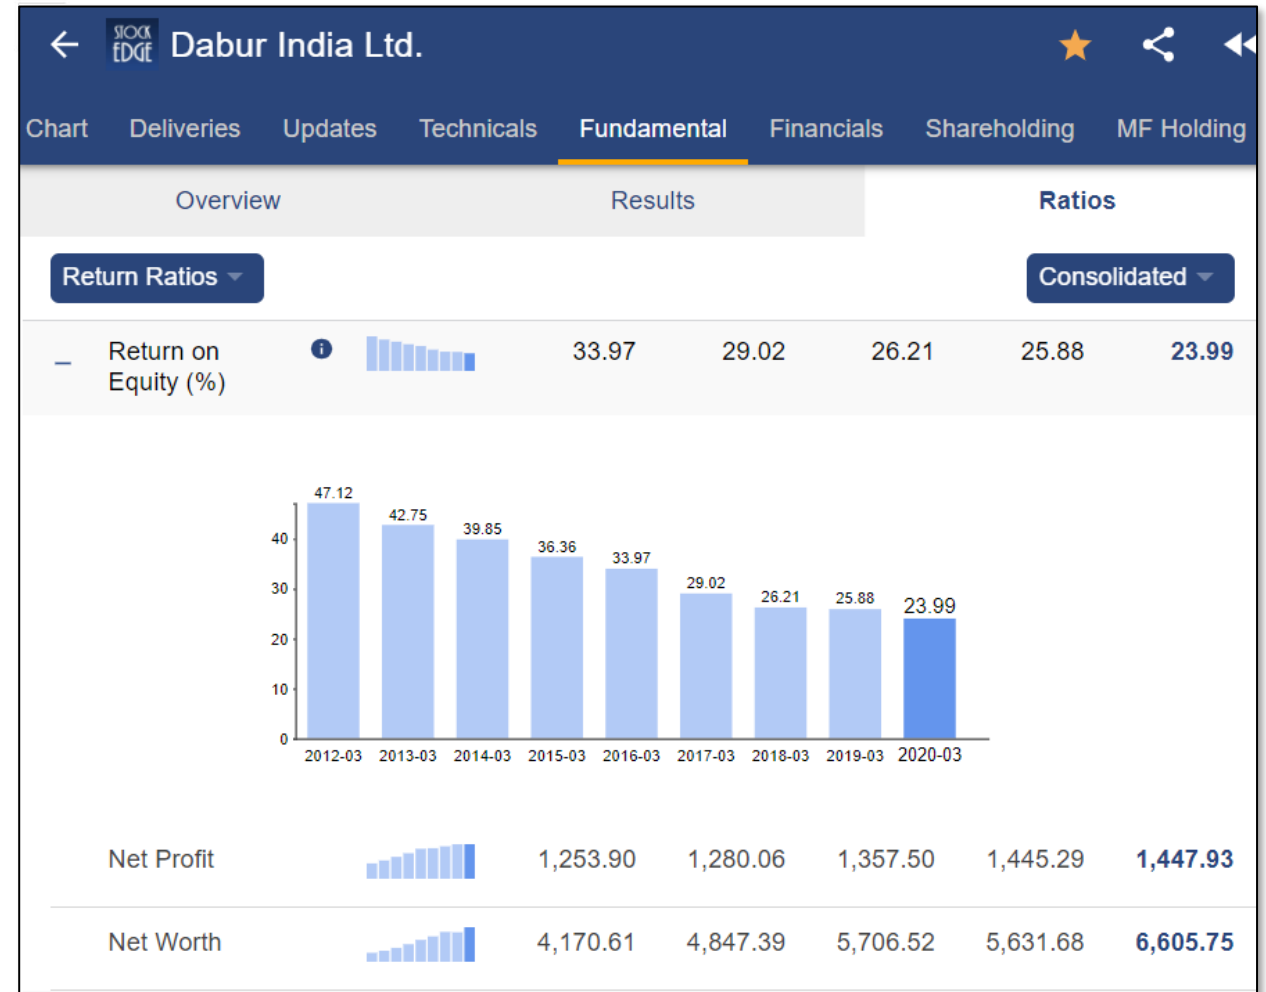 STOCK EDGE Dabur India Ltd.
Chart Deliveries Updates Technicals Fundamental Financials Shareholding MF Holding
Overview Results Ratios
Return Ratios Consolidated
Return on Equity (%) i 33.97 29.02 26.21 25.88 23.99
47.12 42.75 39.85 36.36 33.97 29.02 26.21 25.88 23.99
40
30
20
10
0
2012-03 2013-03 2014-03 2015-03 2016-03 2017-03 2018-03 2019-03 2020-03
Net Profit 1,253.90 1,280.06 1,357.50 1,445.29 1,447.93
Net Worth 4,170.61 4,847.39 5,706.52 5,631.68 6,605.75